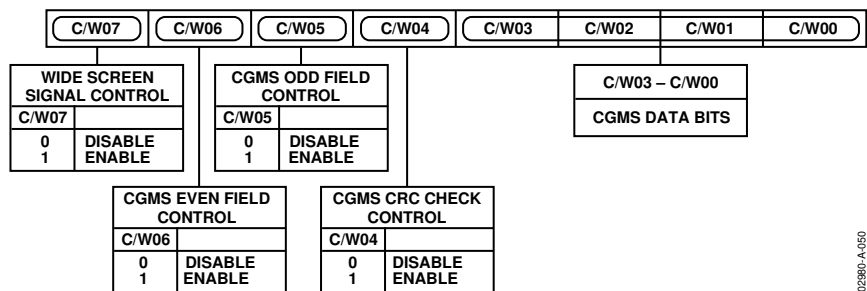 C/W07 C/W06 C/W05 C/W04 C/W03 C/W02 C/W01 C/W00
WIDE SCREEN
SIGNAL CONTROL
C/W07
0 DISABLE
1 ENABLE
CGMS ODD FIELD
CONTROL
C/W05
0 DISABLE
1 ENABLE
C/W03 – C/W00
CGMS DATA BITS
CGMS EVEN FIELD
CONTROL
C/W06
0 DISABLE
1 ENABLE
CGMS CRC CHECK
CONTROL
C/W04
0 DISABLE
1 ENABLE
02980-A-050